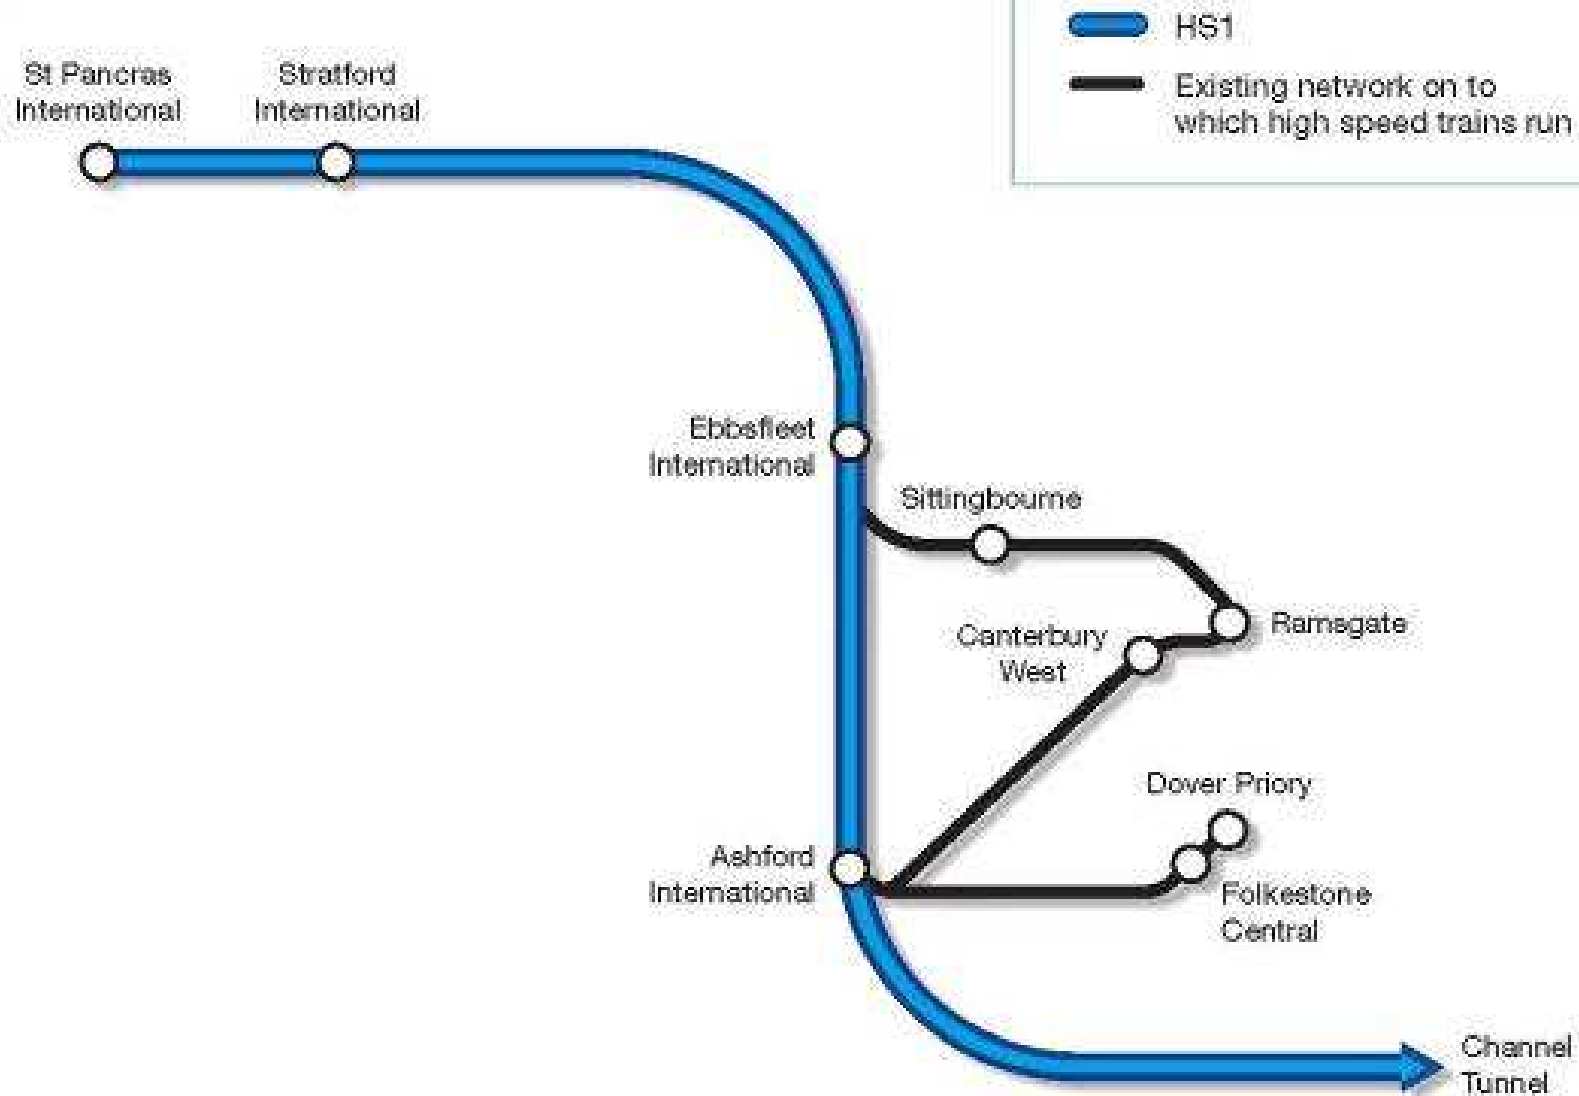 HS1
Existing network on to
which high speed trains run
St Pancras
International
Stratford
International
Ebbsfleet
International
Sittingbourne
Ramsgate
Canterbury
West
Dover Priory
Ashford
International
Folkestone
Central
Channel
Tunnel